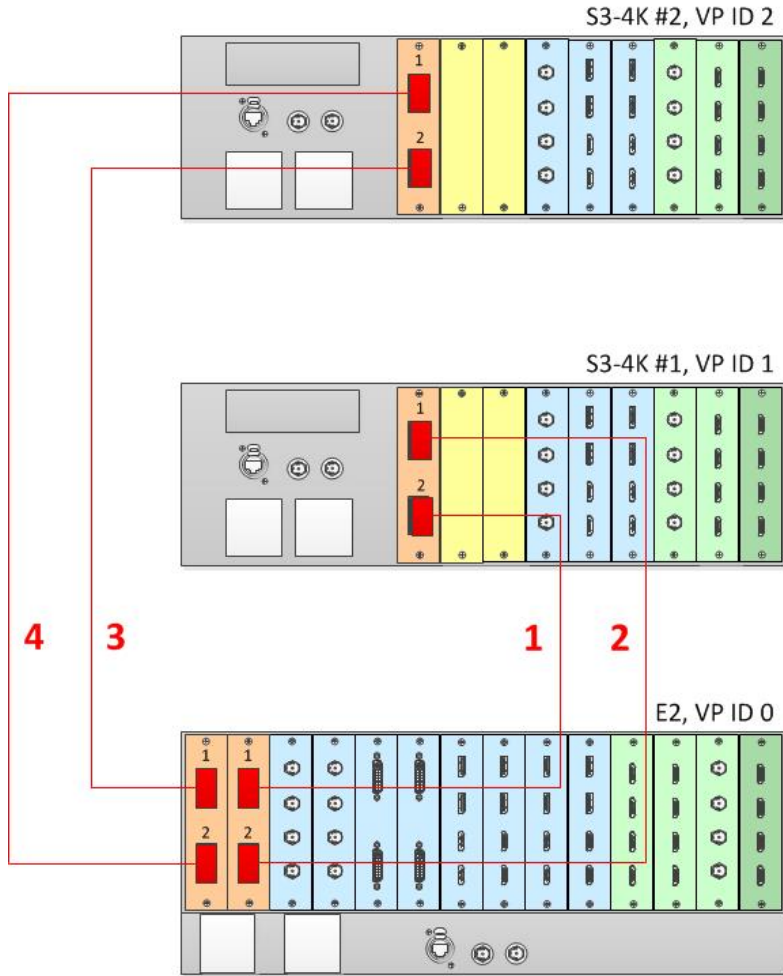 S3-4K #2, VP ID 2
1
2
S3-4K #1, VP ID 1
1
2
4 3 1 2
E2, VP ID 0
1 1
2 2